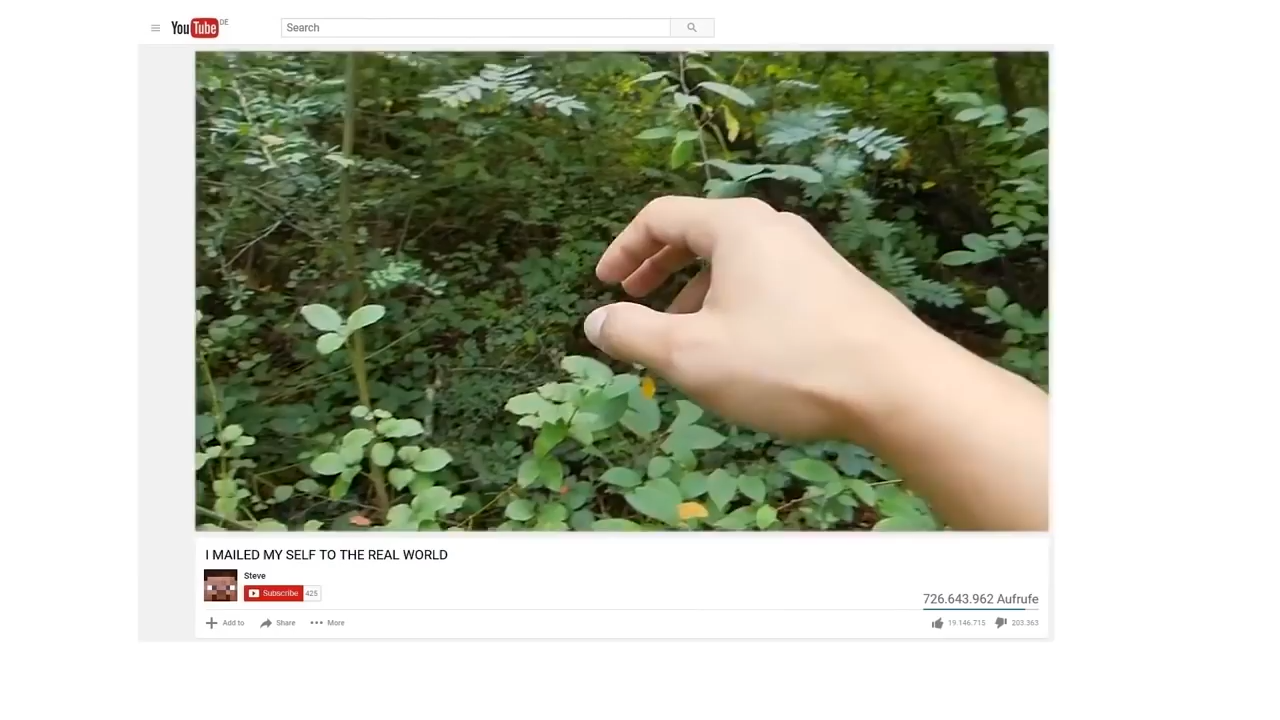 YouTube DE
Search
I MAILED MY SELF TO THE REAL WORLD
Steve
Subscribe 425
726.643.962 Aufrufe
Add to Share More
19.146.715 203.363